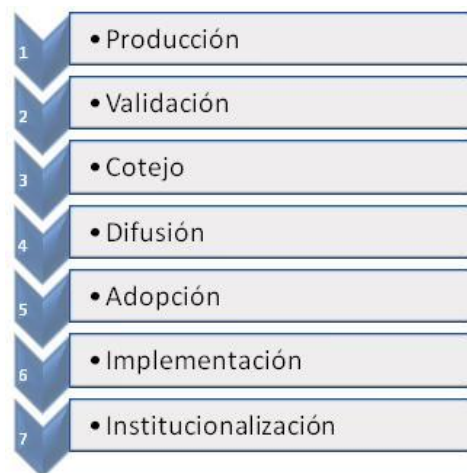 1 • Producción
2 • Validación
3 • Cotejo
4 • Difusión
5 • Adopción
6 • Implementación
7 • Institucionalización